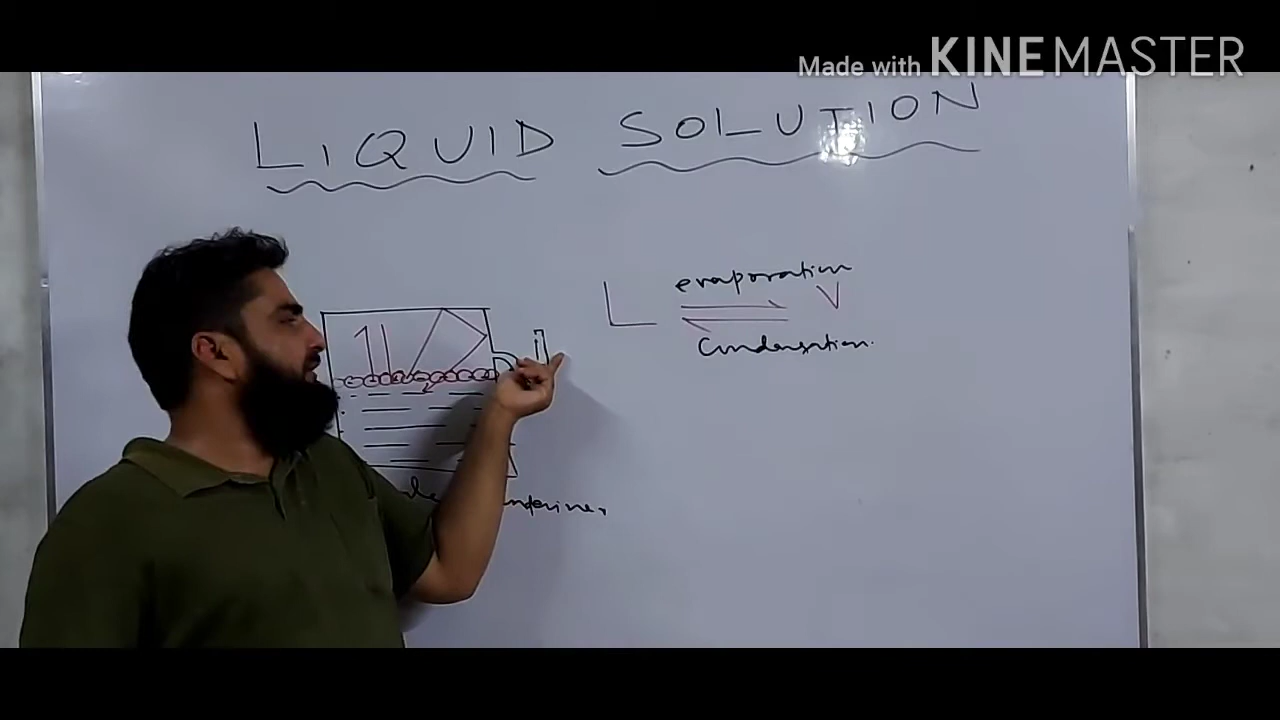 Made with KINEMASTER
LIQUID SOLUTION
evaporation
L ⇌ V
Condensation.